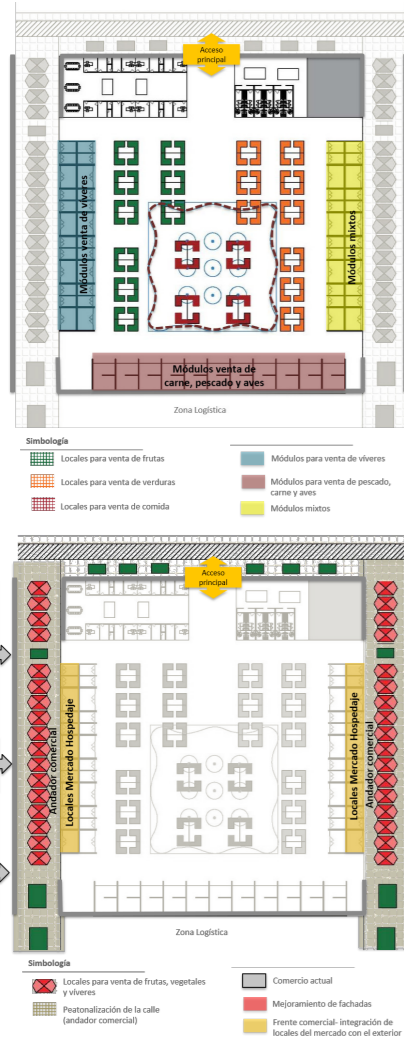 Acceso
principal
Módulos venta de víveres
Módulos mixtos
Módulos venta de
carne, pescado y aves
Zona Logística
Simbología
Locales para venta de frutas
Locales para venta de verduras
Locales para venta de comida
Módulos para venta de víveres
Módulos para venta de pescado,
carne y aves
Módulos mixtos
Acceso
principal
Andador comercial
Locales Mercado Hospedaje
Locales Mercado Hospedaje
Andador comercial
Zona Logística
Simbología
Locales para venta de frutas, vegetales
y víveres
Peatonalización de la calle
(andador comercial)
Comercio actual
Mejoramiento de fachadas
Frente comercial- integración de
locales del mercado con el exterior